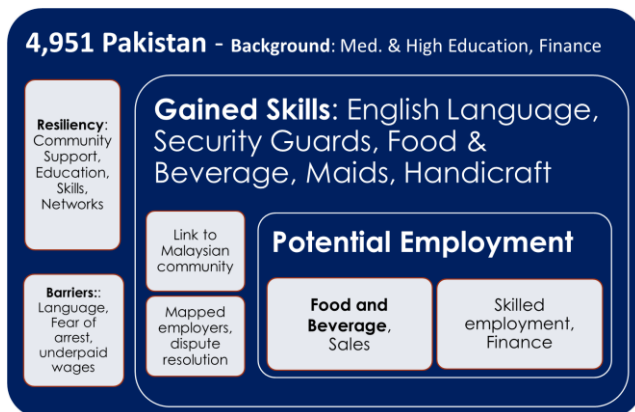 4,951 Pakistan - Background: Med. & High Education, Finance
Resiliency:
Community
Support,
Education,
Skills,
Networks
Barriers::
Language,
Fear of
arrest,
underpaid
wages
Gained Skills: English Language,
Security Guards, Food &
Beverage, Maids, Handicraft
Link to
Malaysian
community
Mapped
employers,
dispute
resolution
Potential Employment
Food and
Beverage,
Sales
Skilled
employment,
Finance